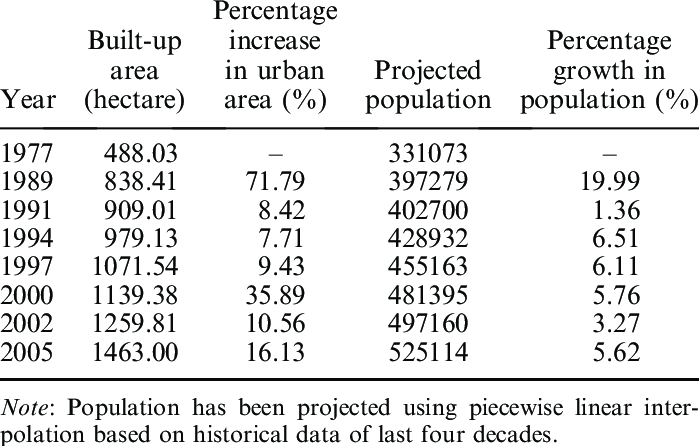 Year Built-up area (hectare) Percentage increase in urban area (%) Projected population Percentage growth in population (%)
1977 488.03 – 331073 –
1989 838.41 71.79 397279 19.99
1991 909.01 8.42 402700 1.36
1994 979.13 7.71 428932 6.51
1997 1071.54 9.43 455163 6.11
2000 1139.38 35.89 481395 5.76
2002 1259.81 10.56 497160 3.27
2005 1463.00 16.13 525114 5.62
Note: Population has been projected using piecewise linear inter-
polation based on historical data of last four decades.